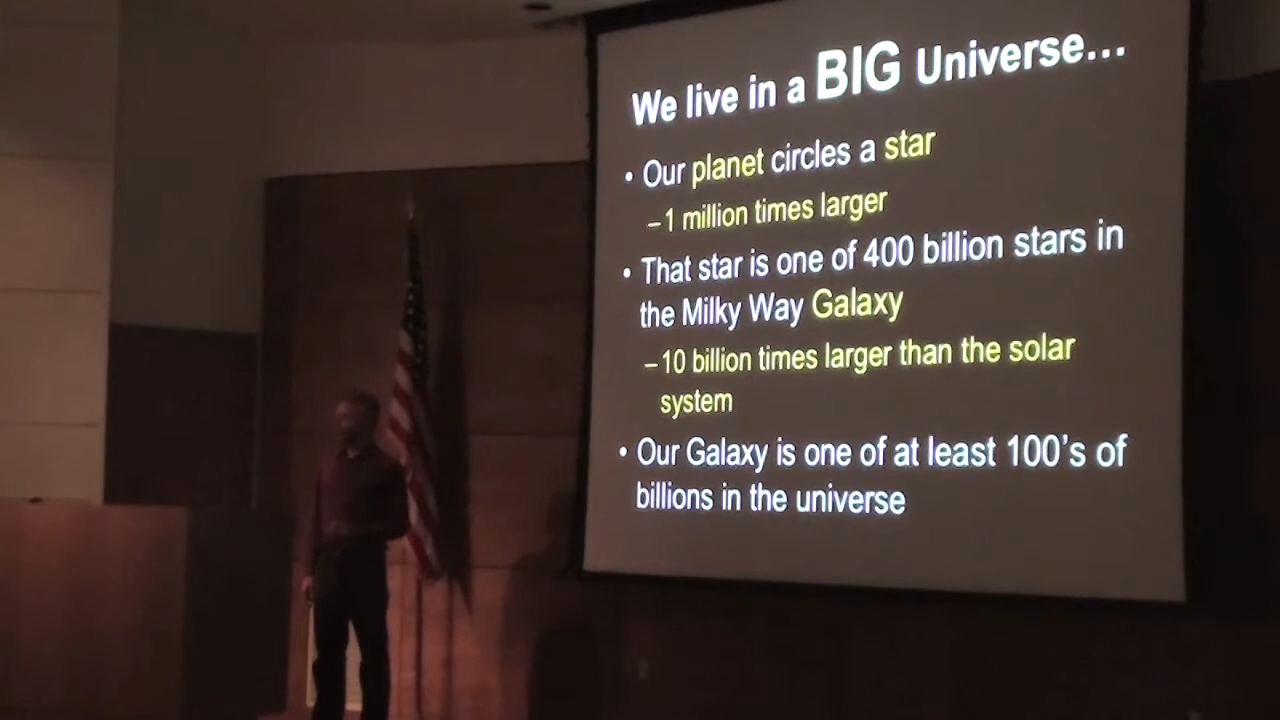 We live in a BIG Universe...
• Our planet circles a star
–1 million times larger
• That star is one of 400 billion stars in
the Milky Way Galaxy
–10 billion times larger than the solar
system
• Our Galaxy is one of at least 100's of
billions in the universe